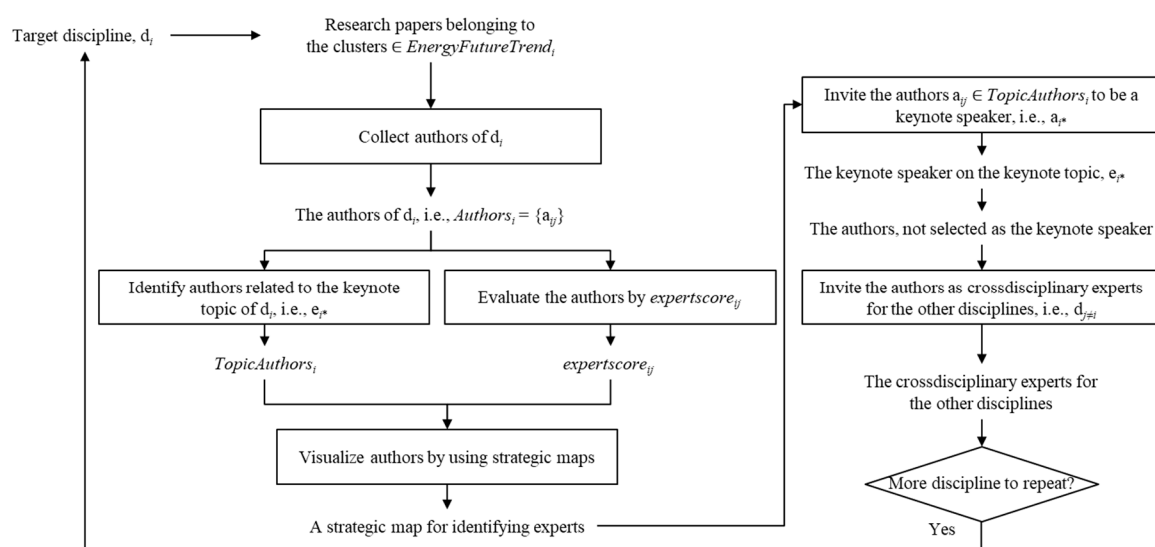 Target discipline, dᵢ
Research papers belonging to
the clusters ∈ EnergyFutureTrendᵢ
Collect authors of dᵢ
The authors of dᵢ, i.e., Authorsᵢ = {aᵢⱼ}
Identify authors related to the keynote
topic of dᵢ, i.e., eᵢ*
Evaluate the authors by expertscoreᵢⱼ
TopicAuthorsᵢ
expertscoreᵢⱼ
Visualize authors by using strategic maps
A strategic map for identifying experts
Invite the authors aᵢⱼ ∈ TopicAuthorsᵢ to be a
keynote speaker, i.e., aᵢ*
The keynote speaker on the keynote topic, eᵢ*
The authors, not selected as the keynote speaker
Invite the authors as crossdisciplinary experts
for the other disciplines, i.e., dⱼ≠ᵢ
The crossdisciplinary experts for
the other disciplines
More discipline to repeat?
Yes